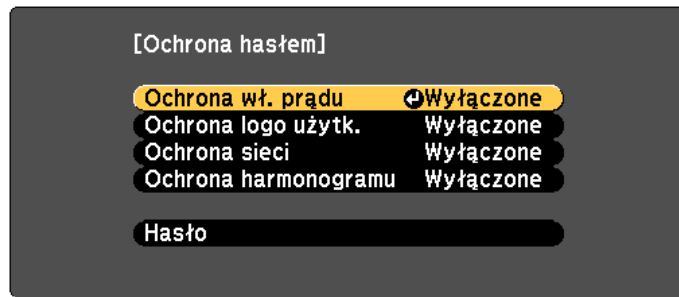 [Ochrona hasłem]
Ochrona wł. prądu Wyłączone
Ochrona logo użytk. Wyłączone
Ochrona sieci Wyłączone
Ochrona harmonogramu Wyłączone
Hasło